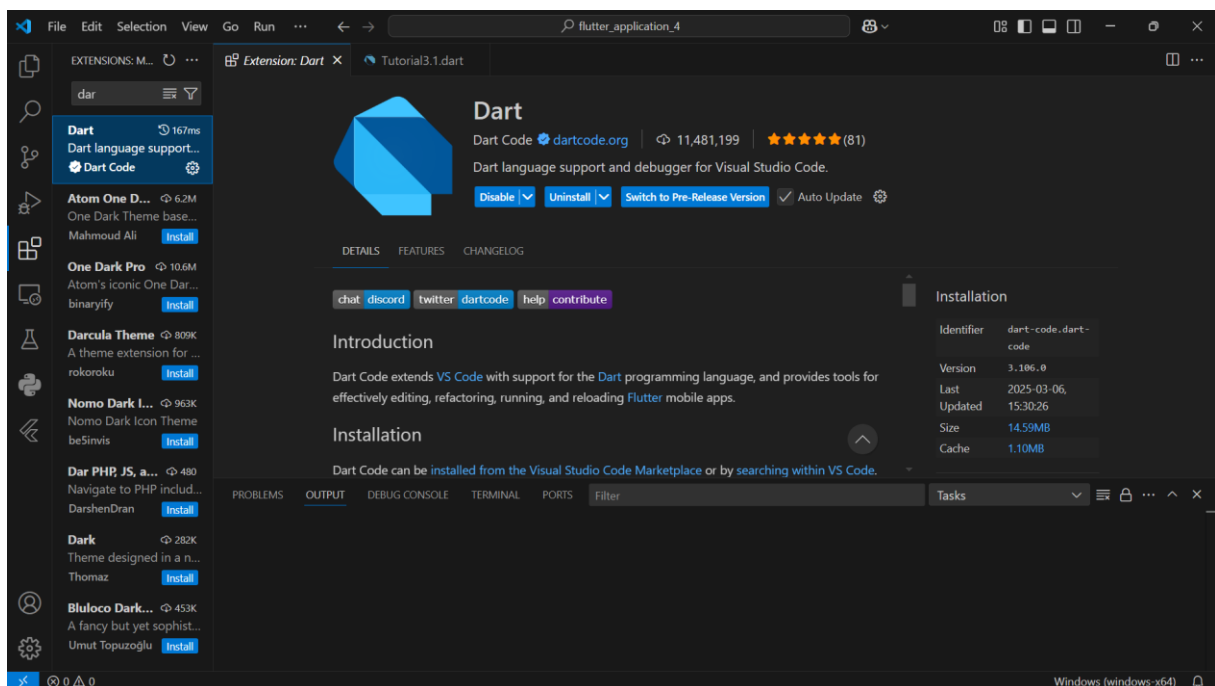 File Edit Selection View Go Run ··· flutter_application_4
EXTENSIONS: M...
dar
Dart 167ms
Dart language support...
Dart Code
Atom One D... 6.2M
One Dark Theme base...
Mahmoud Ali Install
One Dark Pro 10.6M
Atom's iconic One Dar...
binaryify Install
Darcula Theme 809K
A theme extension for ...
rokoroku Install
Nomo Dark I... 963K
Nomo Dark Icon Theme
be5invis Install
Dar PHP, JS, a... 480
Navigate to PHP includ...
DarshenDran Install
Dark 282K
Theme designed in a n...
Thomaz Install
Bluloco Dark... 453K
A fancy but yet sophist...
Umut Topuzoğlu Install
Extension: Dart Tutorial3.1.dart
Dart
Dart Code dartcode.org 11,481,199 (81)
Dart language support and debugger for Visual Studio Code.
Disable Uninstall Switch to Pre-Release Version Auto Update
DETAILS FEATURES CHANGELOG
chat discord twitter dartcode help contribute
Introduction
Dart Code extends VS Code with support for the Dart programming language, and provides tools for
effectively editing, refactoring, running, and reloading Flutter mobile apps.
Installation
Dart Code can be installed from the Visual Studio Code Marketplace or by searching within VS Code.
Installation
Identifier dart-code.dart-
code
Version 3.106.0
Last 2025-03-06,
Updated 15:30:26
Size 14.59MB
Cache 1.10MB
PROBLEMS OUTPUT DEBUG CONSOLE TERMINAL PORTS Filter Tasks
0 0 Windows (windows-x64)